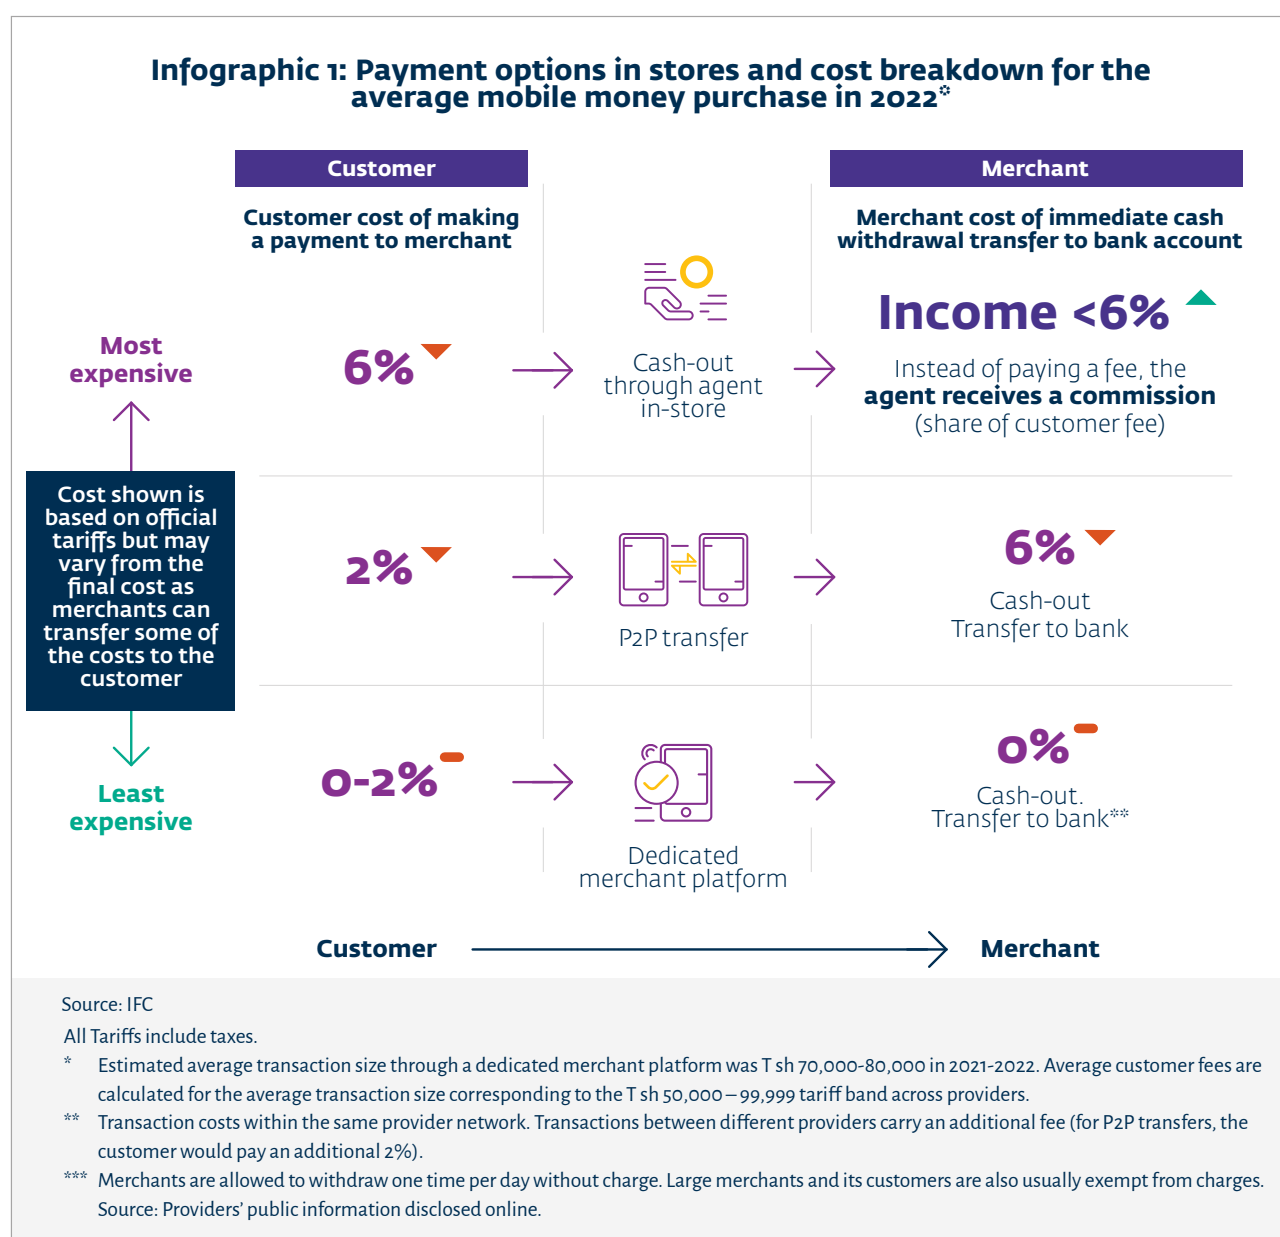 Infographic 1: Payment options in stores and cost breakdown for the
average mobile money purchase in 2022*
Customer
Merchant
Customer cost of making
a payment to merchant
Merchant cost of immediate cash
withdrawal transfer to bank account
Most
expensive
Cost shown is
based on official
tariffs but may
vary from the
final cost as
merchants can
transfer some of
the costs to the
customer
Least
expensive
6%
Cash-out
through agent
in-store
Income <6%
Instead of paying a fee, the
agent receives a commission
(share of customer fee)
2%
P2P transfer
6%
Cash-out
Transfer to bank
0-2%
Dedicated
merchant platform
0%
Cash-out.
Transfer to bank**
Customer
Merchant
Source: IFC
All Tariffs include taxes.
* Estimated average transaction size through a dedicated merchant platform was T sh 70,000-80,000 in 2021-2022. Average customer fees are
calculated for the average transaction size corresponding to the T sh 50,000 – 99,999 tariff band across providers.
** Transaction costs within the same provider network. Transactions between different providers carry an additional fee (for P2P transfers, the
customer would pay an additional 2%).
*** Merchants are allowed to withdraw one time per day without charge. Large merchants and its customers are also usually exempt from charges.
Source: Providers' public information disclosed online.